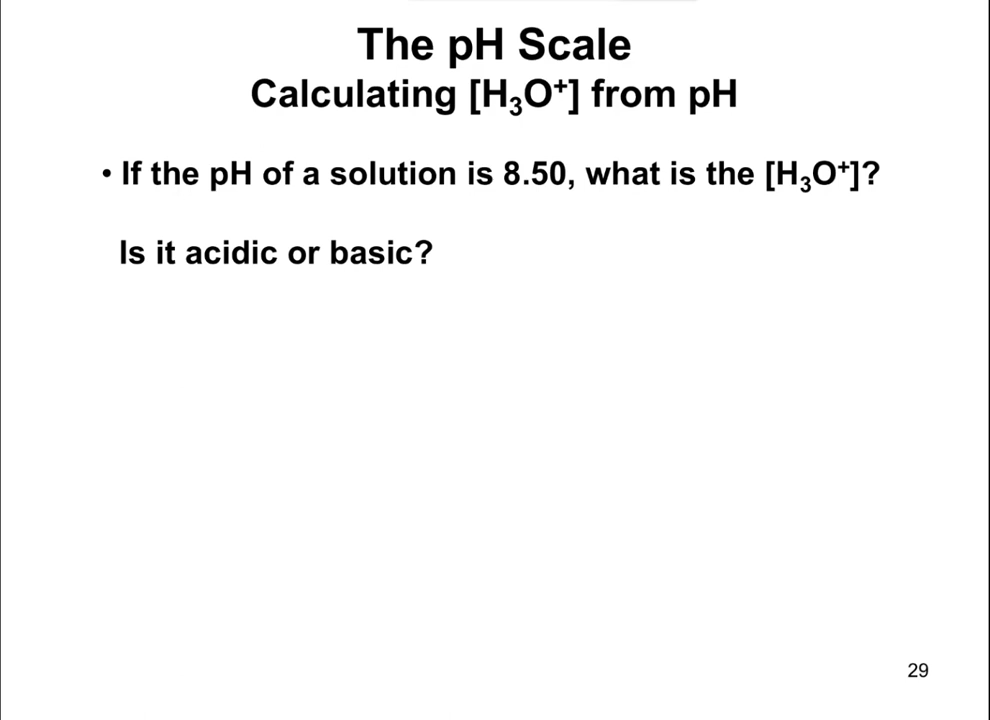 The pH Scale
Calculating [H₃O⁺] from pH
• If the pH of a solution is 8.50, what is the [H₃O⁺]?
Is it acidic or basic?
29